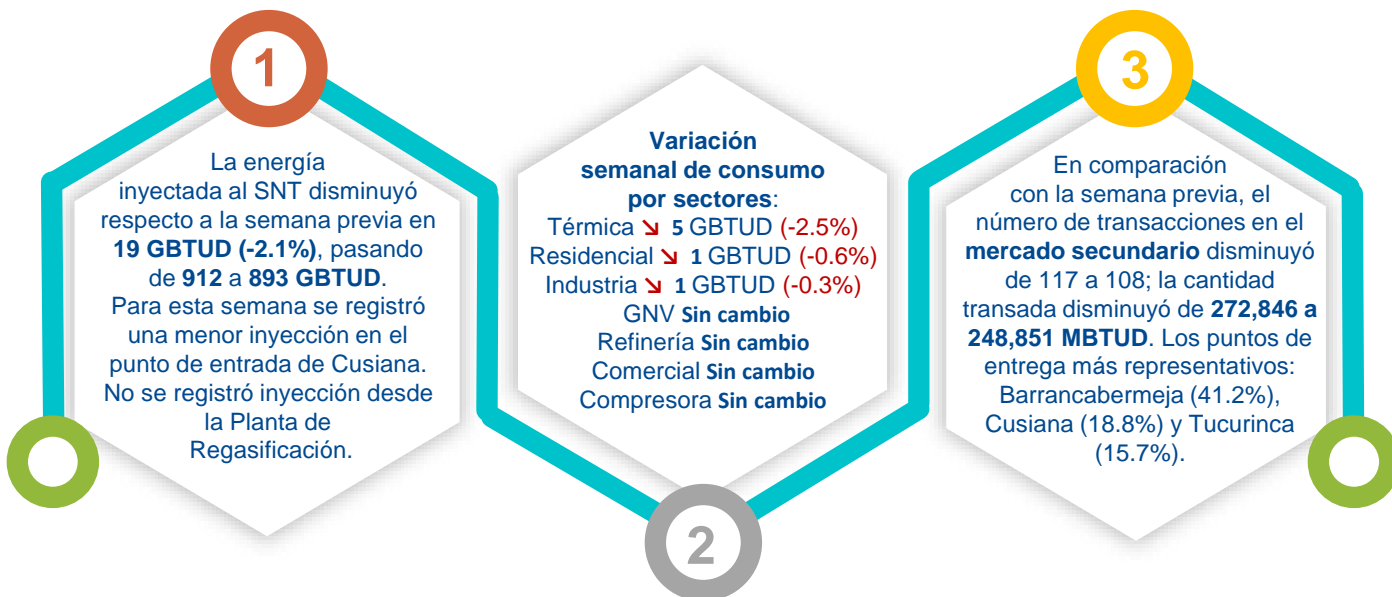 1
La energía
inyectada al SNT disminuyó
respecto a la semana previa en
19 GBTUD (-2.1%), pasando
de 912 a 893 GBTUD.
Para esta semana se registró
una menor inyección en el
punto de entrada de Cusiana.
No se registró inyección desde
la Planta de
Regasificación.
Variación
semanal de consumo
por sectores:
Térmica ↘ 5 GBTUD (-2.5%)
Residencial ↘ 1 GBTUD (-0.6%)
Industria ↘ 1 GBTUD (-0.3%)
GNV Sin cambio
Refinería Sin cambio
Comercial Sin cambio
Compresora Sin cambio
2
3
En comparación
con la semana previa, el
número de transacciones en el
mercado secundario disminuyó
de 117 a 108; la cantidad
transada disminuyó de 272,846 a
248,851 MBTUD. Los puntos de
entrega más representativos:
Barrancabermeja (41.2%),
Cusiana (18.8%) y Tucurinca
(15.7%).